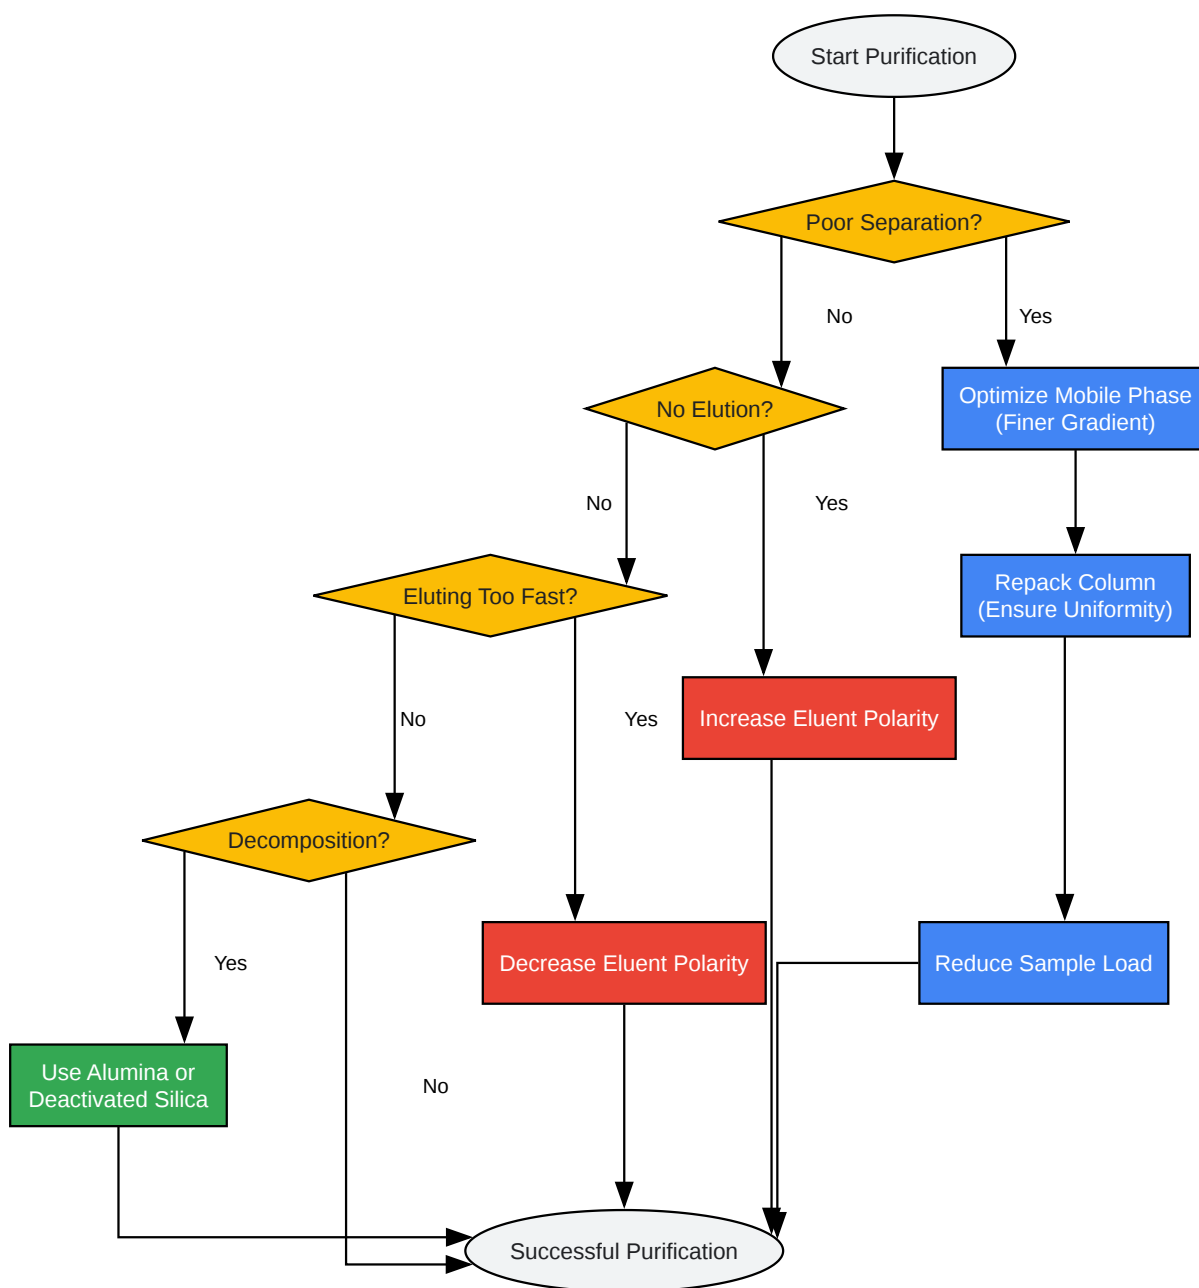 Start Purification
Poor Separation?
No
Yes
No Elution?
Optimize Mobile Phase
(Finer Gradient)
No
Yes
Eluting Too Fast?
Repack Column
(Ensure Uniformity)
No
Yes
Increase Eluent Polarity
Decomposition?
Yes
Decrease Eluent Polarity
Reduce Sample Load
Use Alumina or
Deactivated Silica
No
Successful Purification